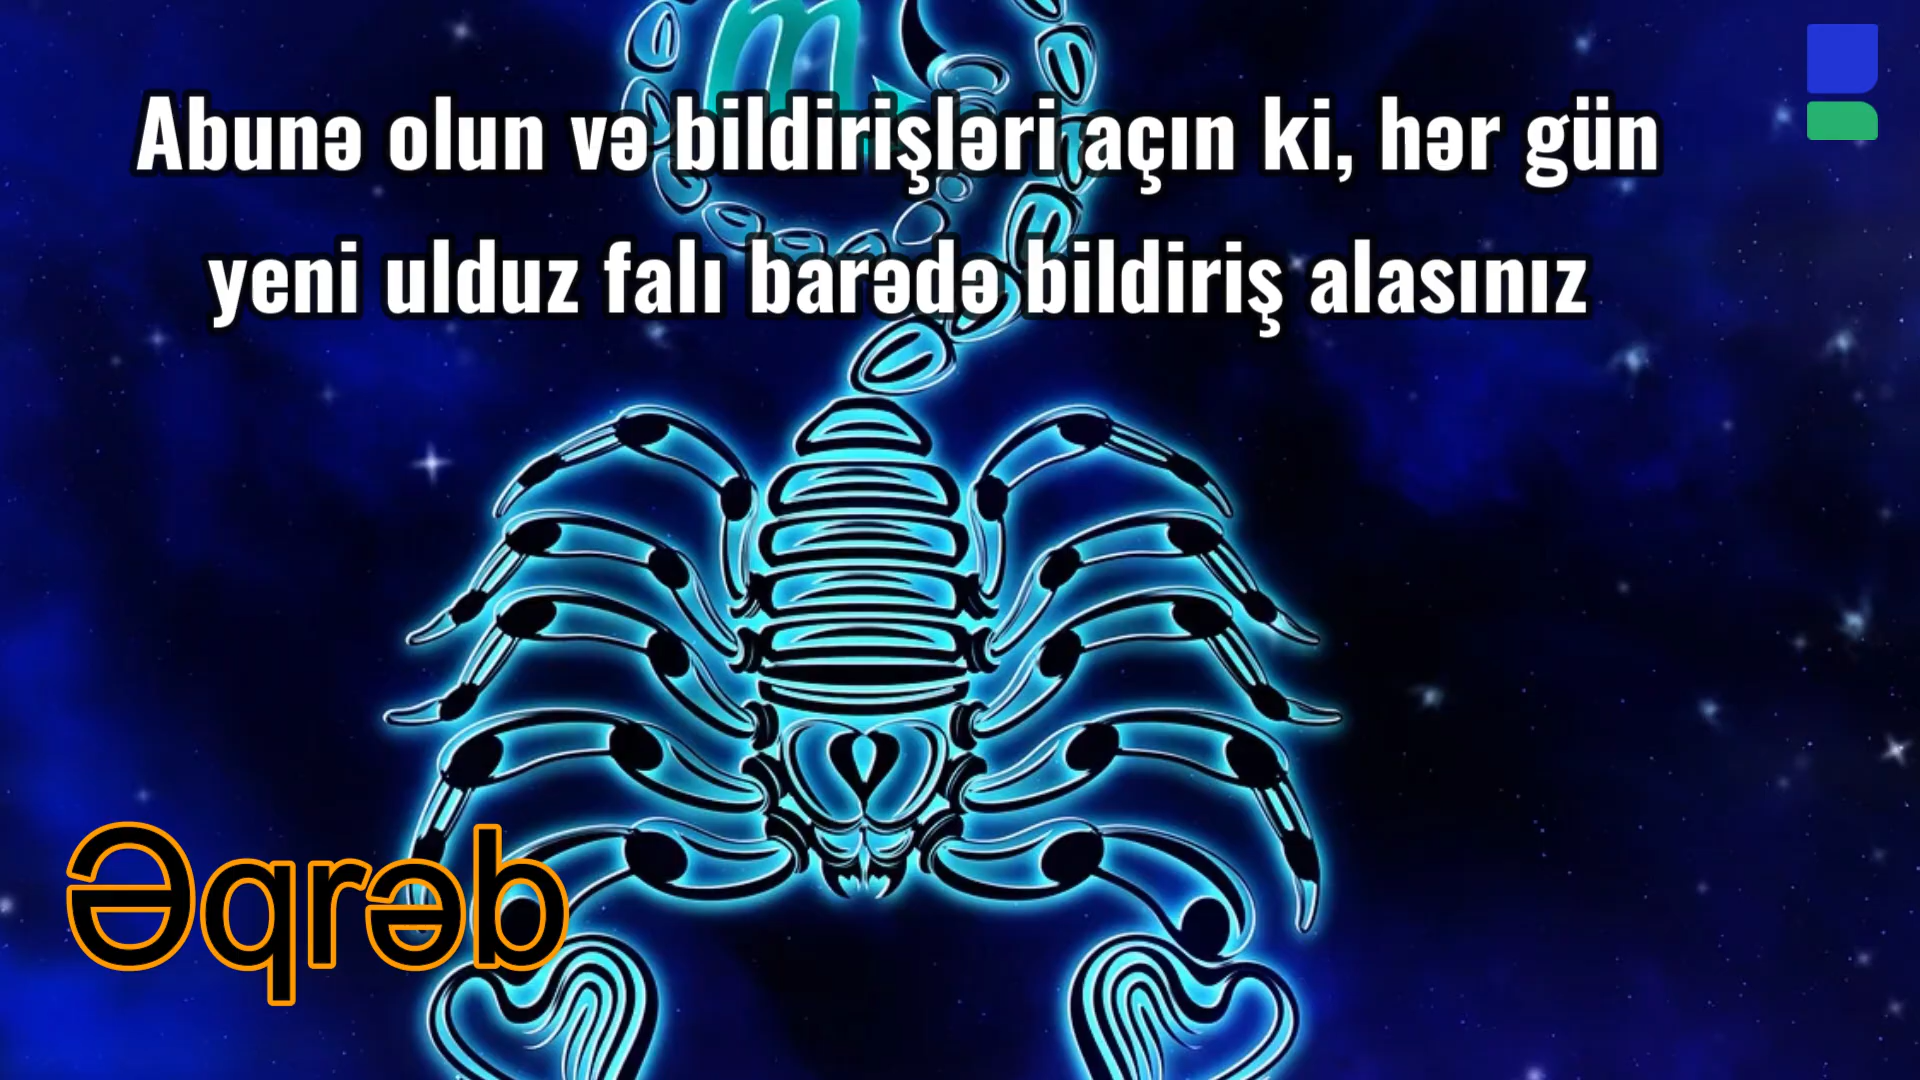 Abunə olun və bildirişləri açın ki, hər gün
yeni ulduz falı barədə bildiriş alasınız
Əqrəb